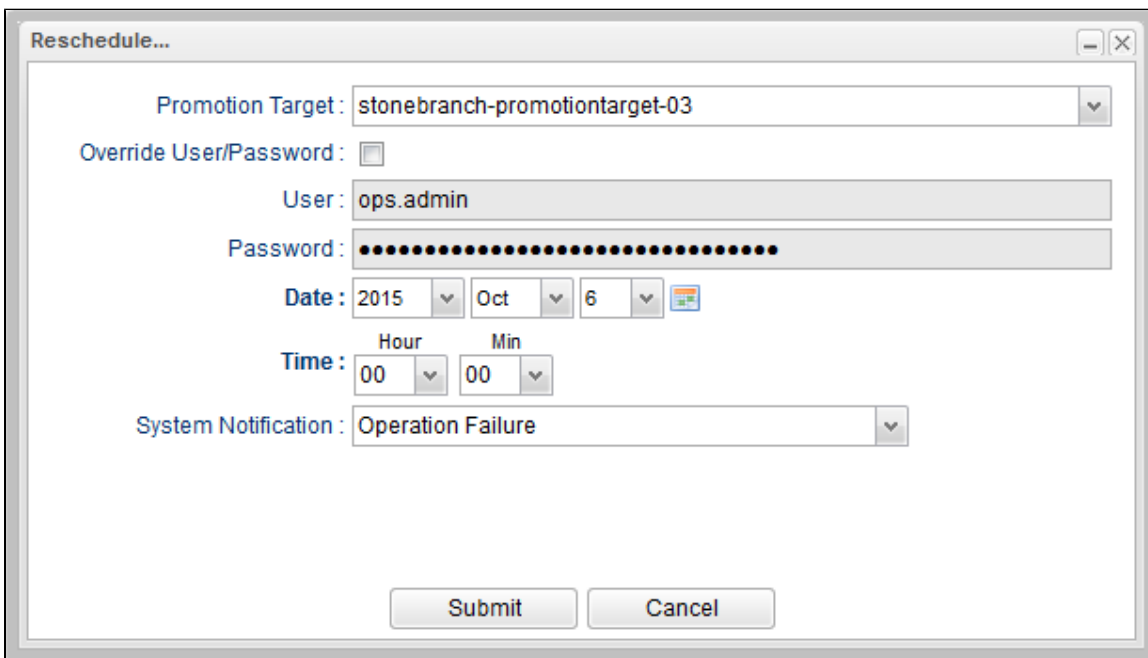 Reschedule...
Promotion Target : stonebranch-promotiontarget-03
Override User/Password :
User : ops.admin
Password : ●●●●●●●●●●●●●●●●●●●●●●●●●●●●●●●●
Date : 2015 Oct 6
Hour Min
Time : 00 00
System Notification : Operation Failure
Submit Cancel